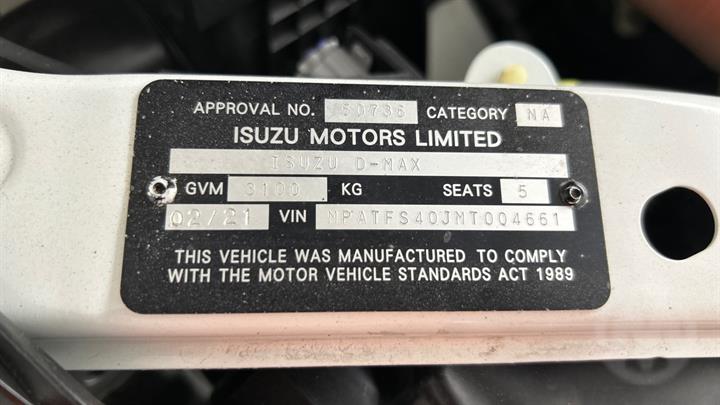 APPROVAL NO. 60736 CATEGORY NA
ISUZU MOTORS LIMITED
ISUZU D-MAX
GVM 3100 KG SEATS 5
02/21 VIN MPATFS40JMT004661
THIS VEHICLE WAS MANUFACTURED TO COMPLY
WITH THE MOTOR VEHICLE STANDARDS ACT 1989